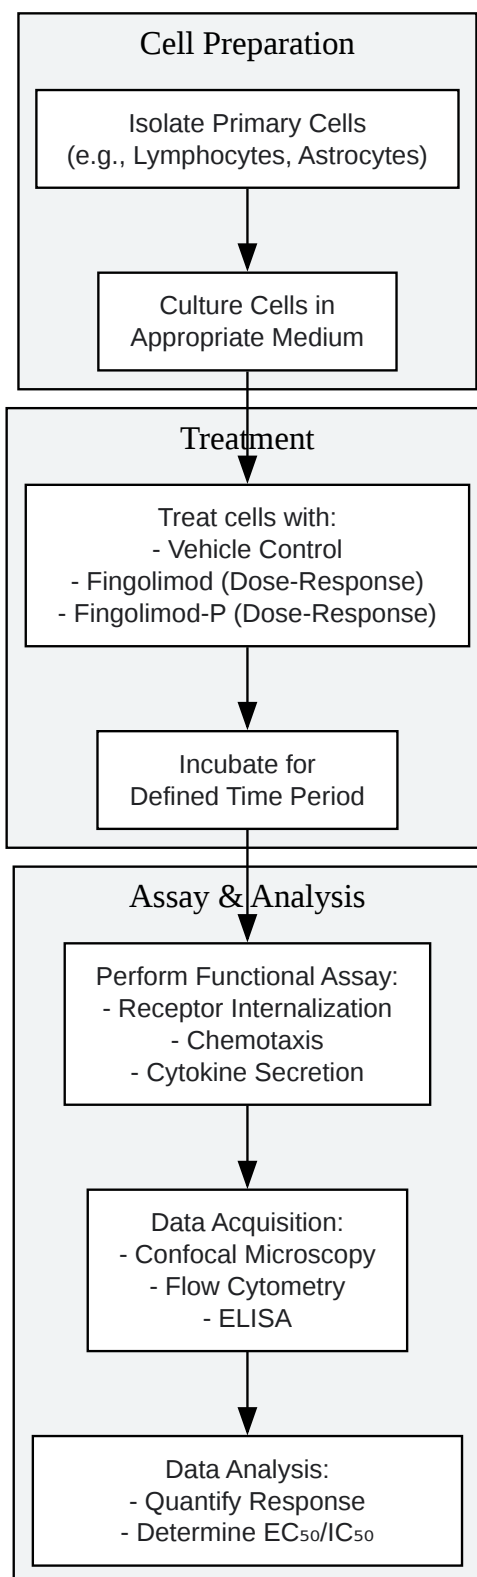 Cell Preparation
Isolate Primary Cells
(e.g., Lymphocytes, Astrocytes)
Culture Cells in
Appropriate Medium
Treatment
Treat cells with:
- Vehicle Control
- Fingolimod (Dose-Response)
- Fingolimod-P (Dose-Response)
Incubate for
Defined Time Period
Assay & Analysis
Perform Functional Assay:
- Receptor Internalization
- Chemotaxis
- Cytokine Secretion
Data Acquisition:
- Confocal Microscopy
- Flow Cytometry
- ELISA
Data Analysis:
- Quantify Response
- Determine EC₅₀/IC₅₀